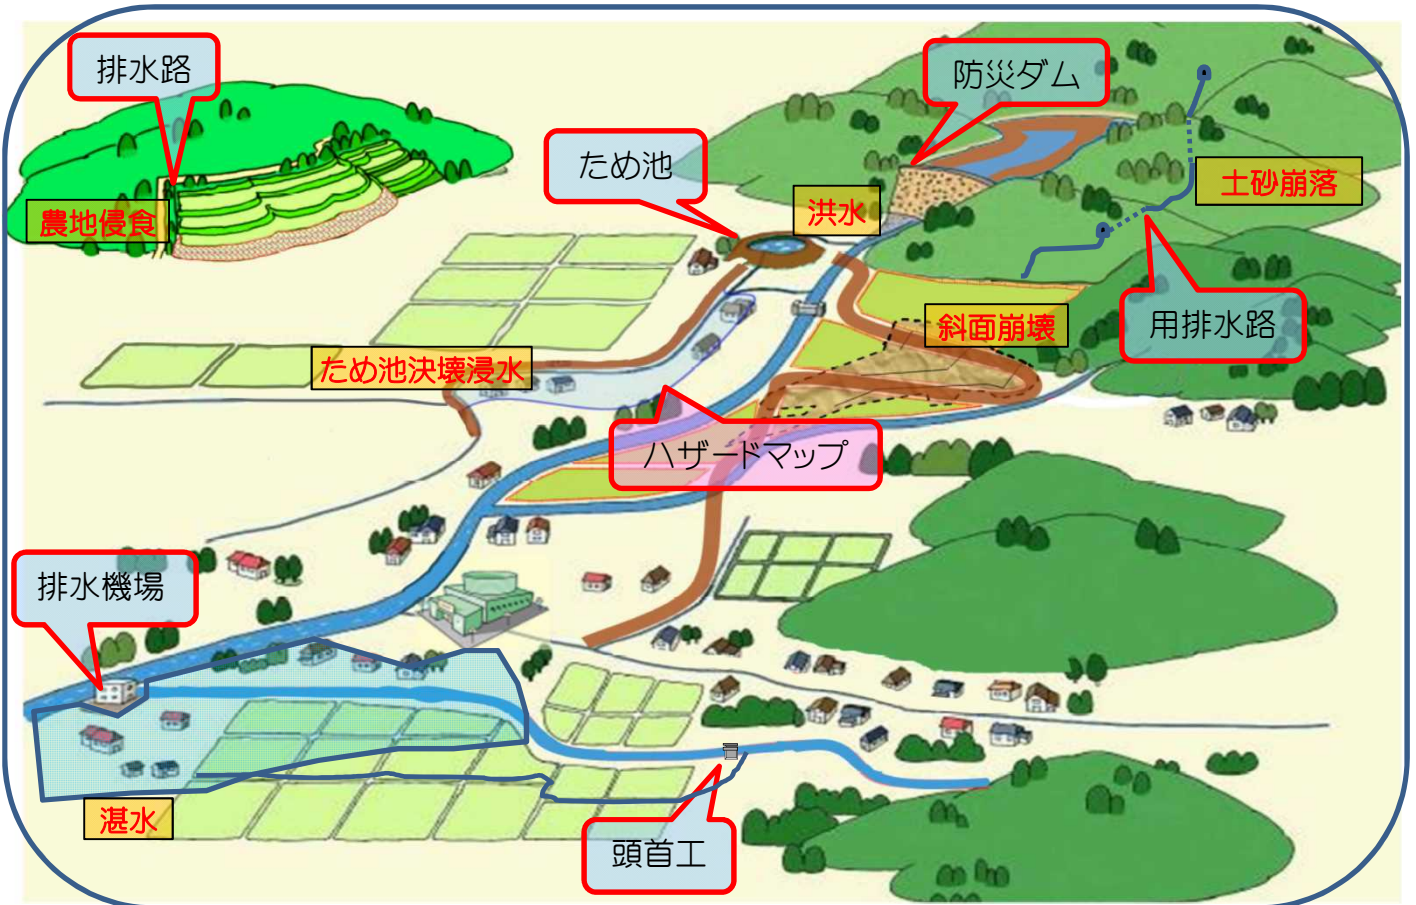 排水路
防災ダム
ため池
土砂崩落
農地侵食
洪水
斜面崩壊
用排水路
ため池決壊浸水
ハザードマップ
排水機場
湛水
頭首工